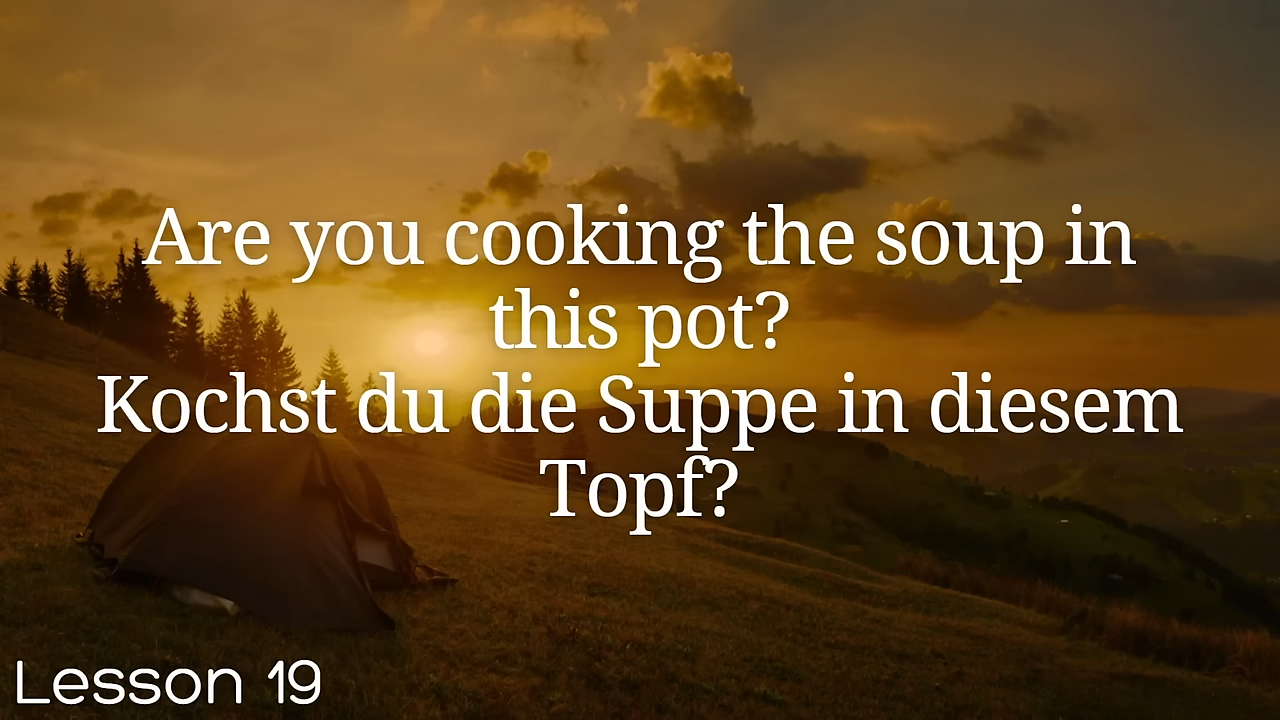 Are you cooking the soup in
this pot?
Kochst du die Suppe in diesem
Topf?
Lesson 19